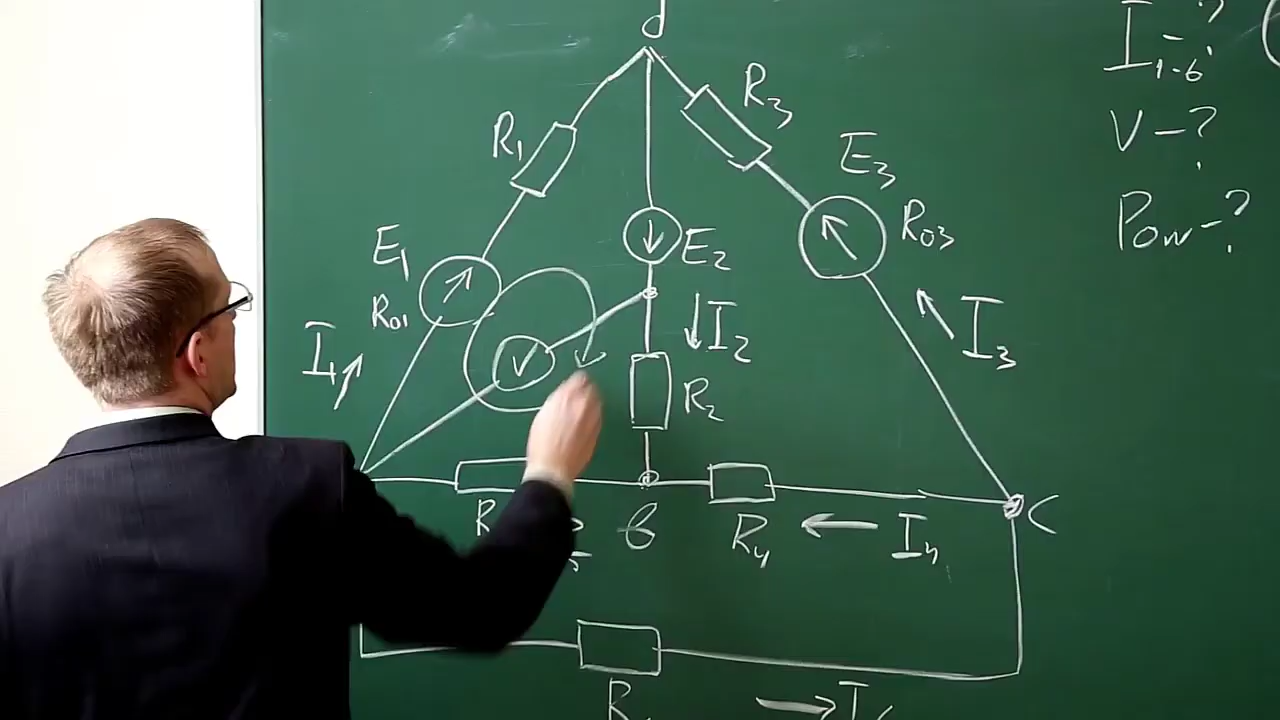 d
I₁₋₆ - ?
V - ?
Pow - ?
R₁
R₃
E₃
R₀₃
E₁
R₀₁
E₂
I₁
V
I₂
I₃
R₂
R
b
R₄
I₄
C
R
I